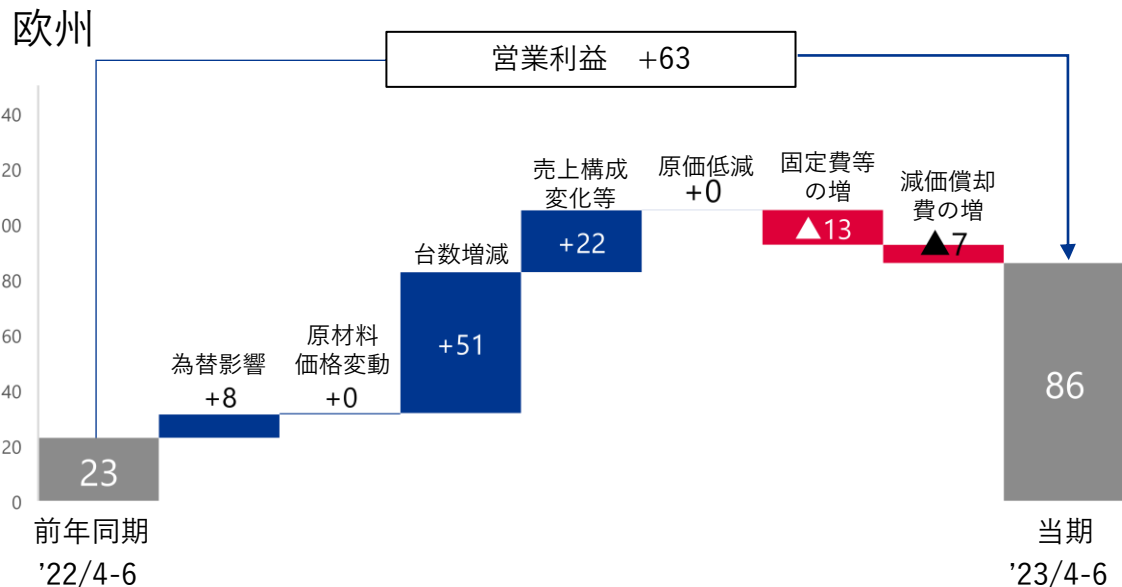 欧州
営業利益 +63
40
20
00
80
60
40
20
0
23
為替影響
+8
原材料
価格変動
+0
台数増減
+51
売上構成
変化等
+22
原価低減
+0
固定費等
の増
▲13
減価償却
費の増
▲7
86
前年同期
'22/4-6
当期
'23/4-6